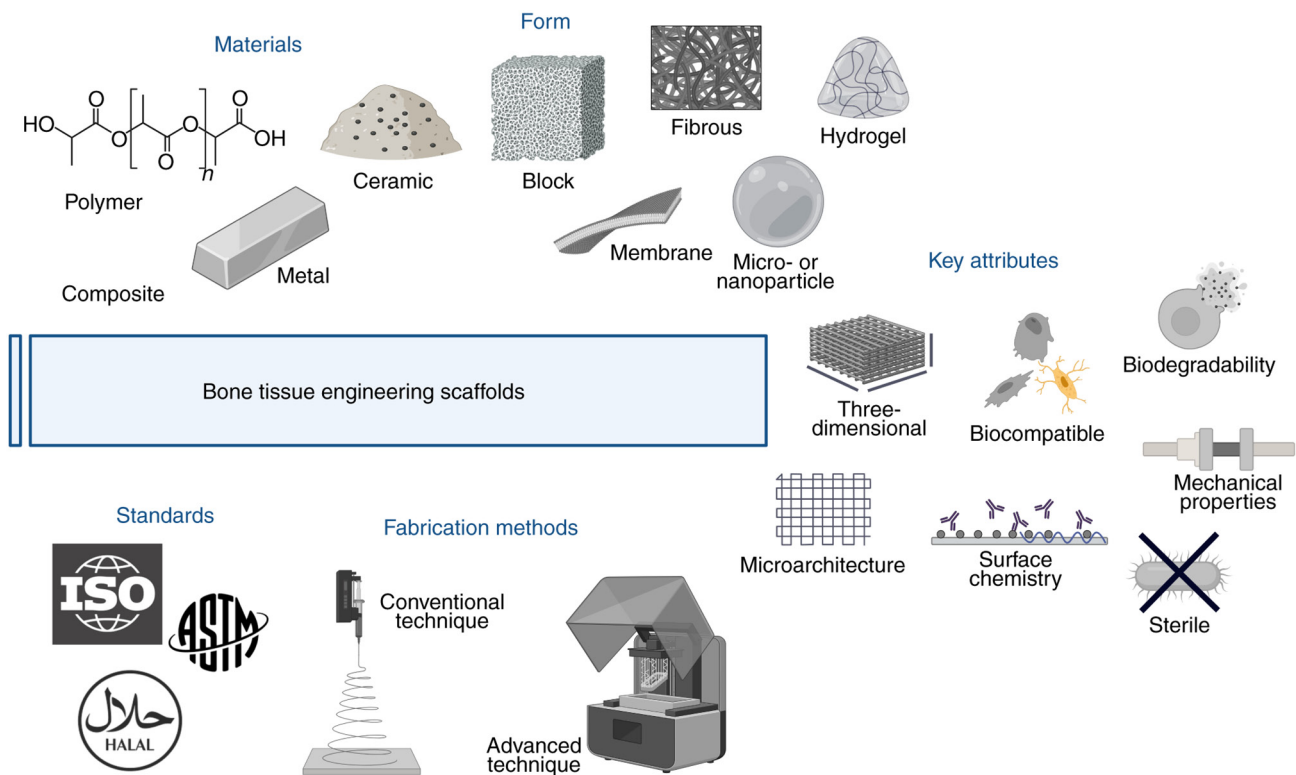 Materials
HO
O
O
O
O
O
OH
n
Polymer
Ceramic
Composite
Metal
Form
Block
Fibrous
Hydrogel
Membrane
Micro- or
nanoparticle
Key attributes
Three-
dimensional
Biocompatible
Biodegradability
Mechanical
properties
Microarchitecture
Surface
chemistry
Sterile
Bone tissue engineering scaffolds
Standards
ISO
ASTM
حلال
HALAL
Fabrication methods
Conventional
technique
Advanced
technique